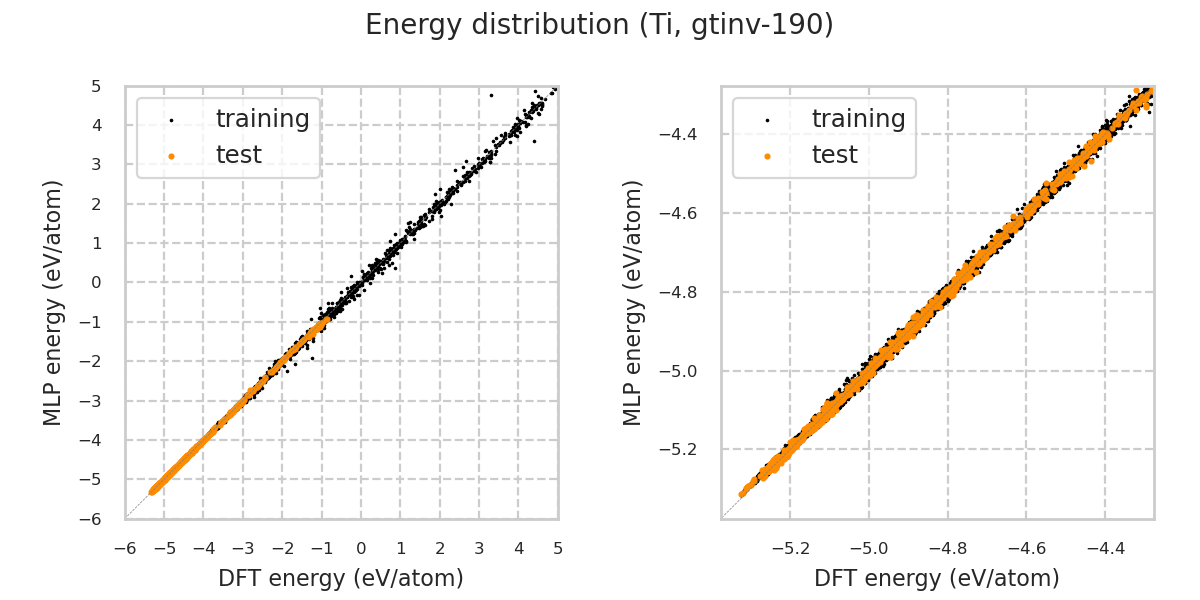 Energy distribution (Ti, gtinv-190)
training
test
5
4
3
2
1
0
−1
−2
−3
−4
−5
−6
MLP energy (eV/atom)
−6 −5 −4 −3 −2 −1 0 1 2 3 4 5
DFT energy (eV/atom)
training
test
−4.4
−4.6
−4.8
−5.0
−5.2
MLP energy (eV/atom)
−5.2 −5.0 −4.8 −4.6 −4.4
DFT energy (eV/atom)